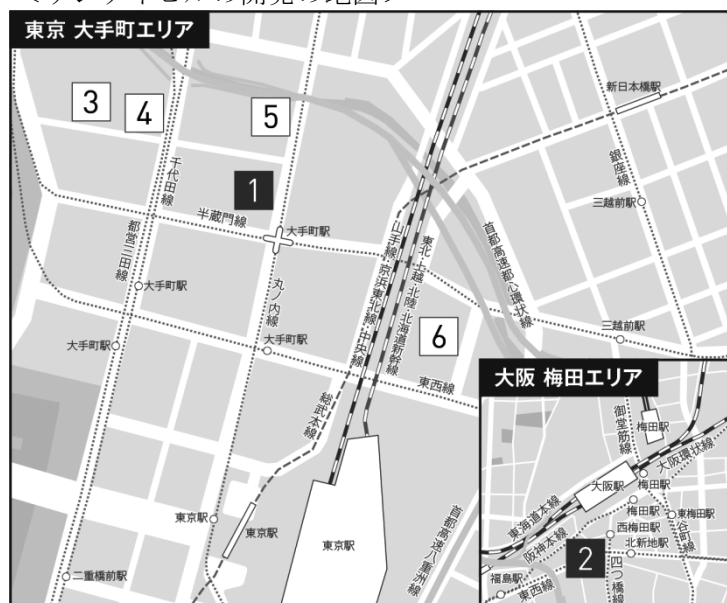 東京 大手町エリア
新日本橋駅
3
4
5
千代田線
銀座線
1
半蔵門線
大手町駅
三越前駅
都営三田線
丸ノ内線
山手線・京浜東北線・中央線
東北・上越・北陸・北海道新幹線
首都高速都心環状線
大手町駅
三越前駅
大手町駅
大手町駅
6
東西線
総武本線
東京駅
東京駅
東京駅
首都高速八重洲線
二重橋前駅
大阪 梅田エリア
御堂筋線
梅田駅
大阪環状線
大阪駅
梅田駅
東海道本線
梅田駅
東梅田駅
阪神本線
西梅田駅
谷町線
北新地駅
2
四つ橋線
福島駅
東西線